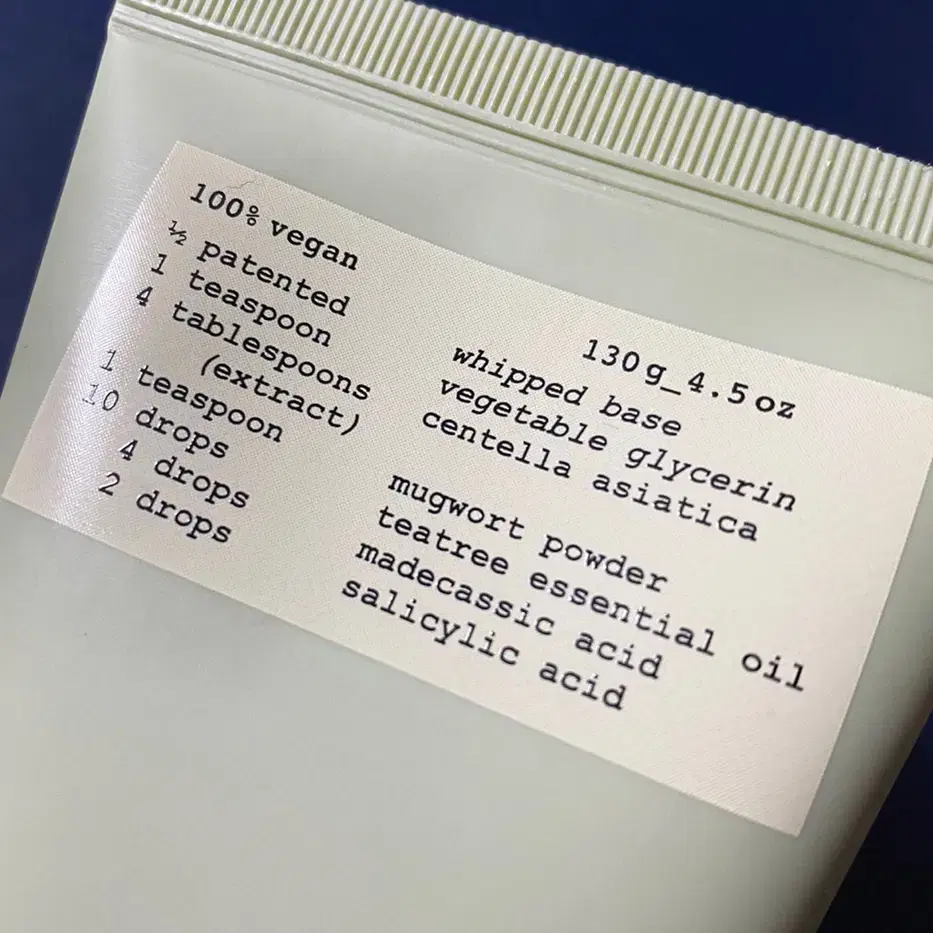 100% vegan
130g_4.5oz
½ patented whipped base
1 teaspoon vegetable glycerin
4 tablespoons centella asiatica
(extract)
1 teaspoon mugwort powder
10 drops teatree essential oil
4 drops madecassic acid
2 drops salicylic acid